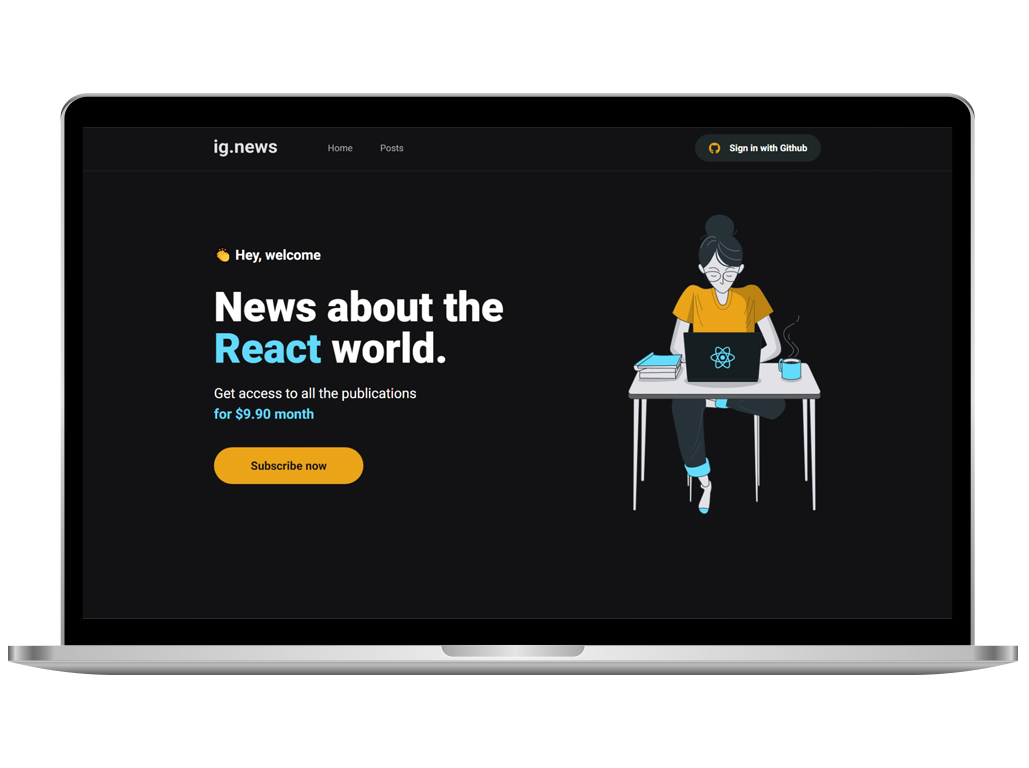 ig.news
Home
Posts
Sign in with Github
👏 Hey, welcome
News about the
React world.
Get access to all the publications
for $9.90 month
Subscribe now